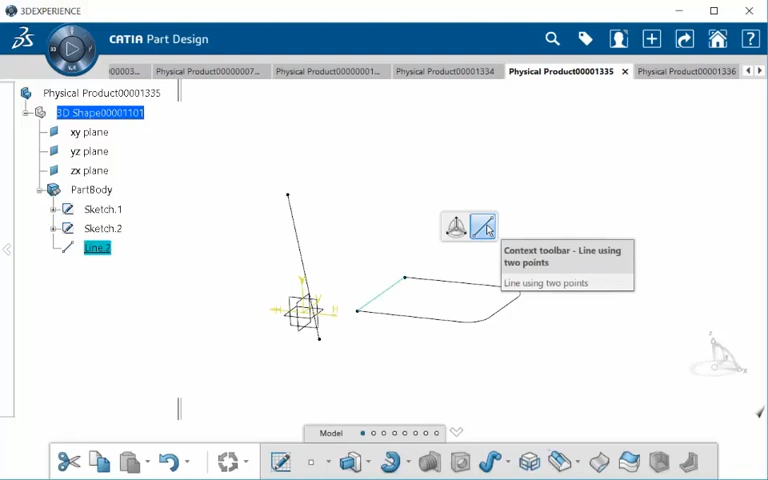 3DEXPERIENCE
CATIA Part Design
000003...
Physical Product00000007...
Physical Product00000001...
Physical Product00001334
Physical Product00001335
Physical Product00001336
Physical Product00001335
3D Shape00001101
xy plane
yz plane
zx plane
PartBody
Sketch.1
Sketch.2
Line.2
Context toolbar - Line using
two points
Line using two points
Y
H
Model